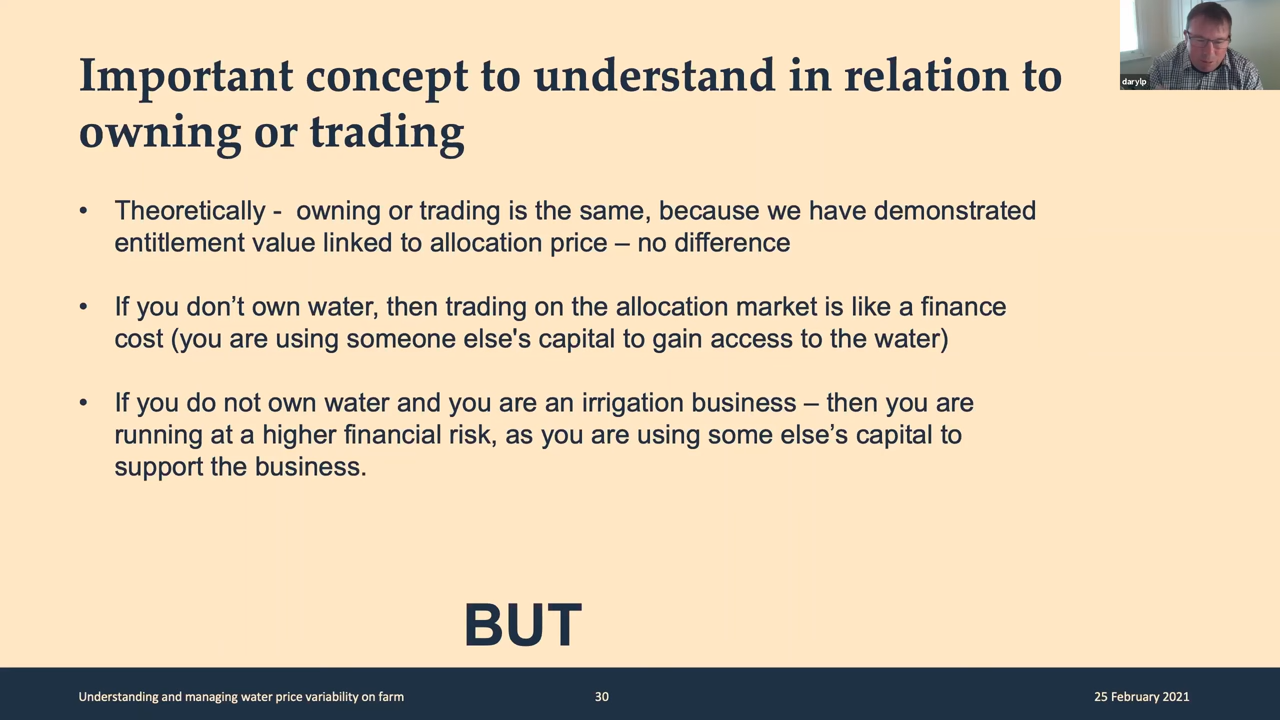 Important concept to understand in relation to
owning or trading
darylp
• Theoretically -  owning or trading is the same, because we have demonstrated
entitlement value linked to allocation price – no difference
• If you don’t own water, then trading on the allocation market is like a finance
cost (you are using someone else's capital to gain access to the water)
• If you do not own water and you are an irrigation business – then you are
running at a higher financial risk, as you are using some else’s capital to
support the business.
BUT
Understanding and managing water price variability on farm
30
25 February 2021